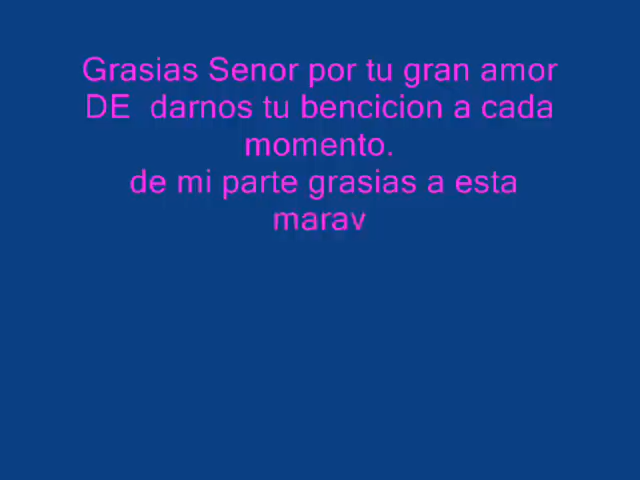 Grasias Senor por tu gran amor
DE  darnos tu bencicion a cada
momento.
de mi parte grasias a esta
marav